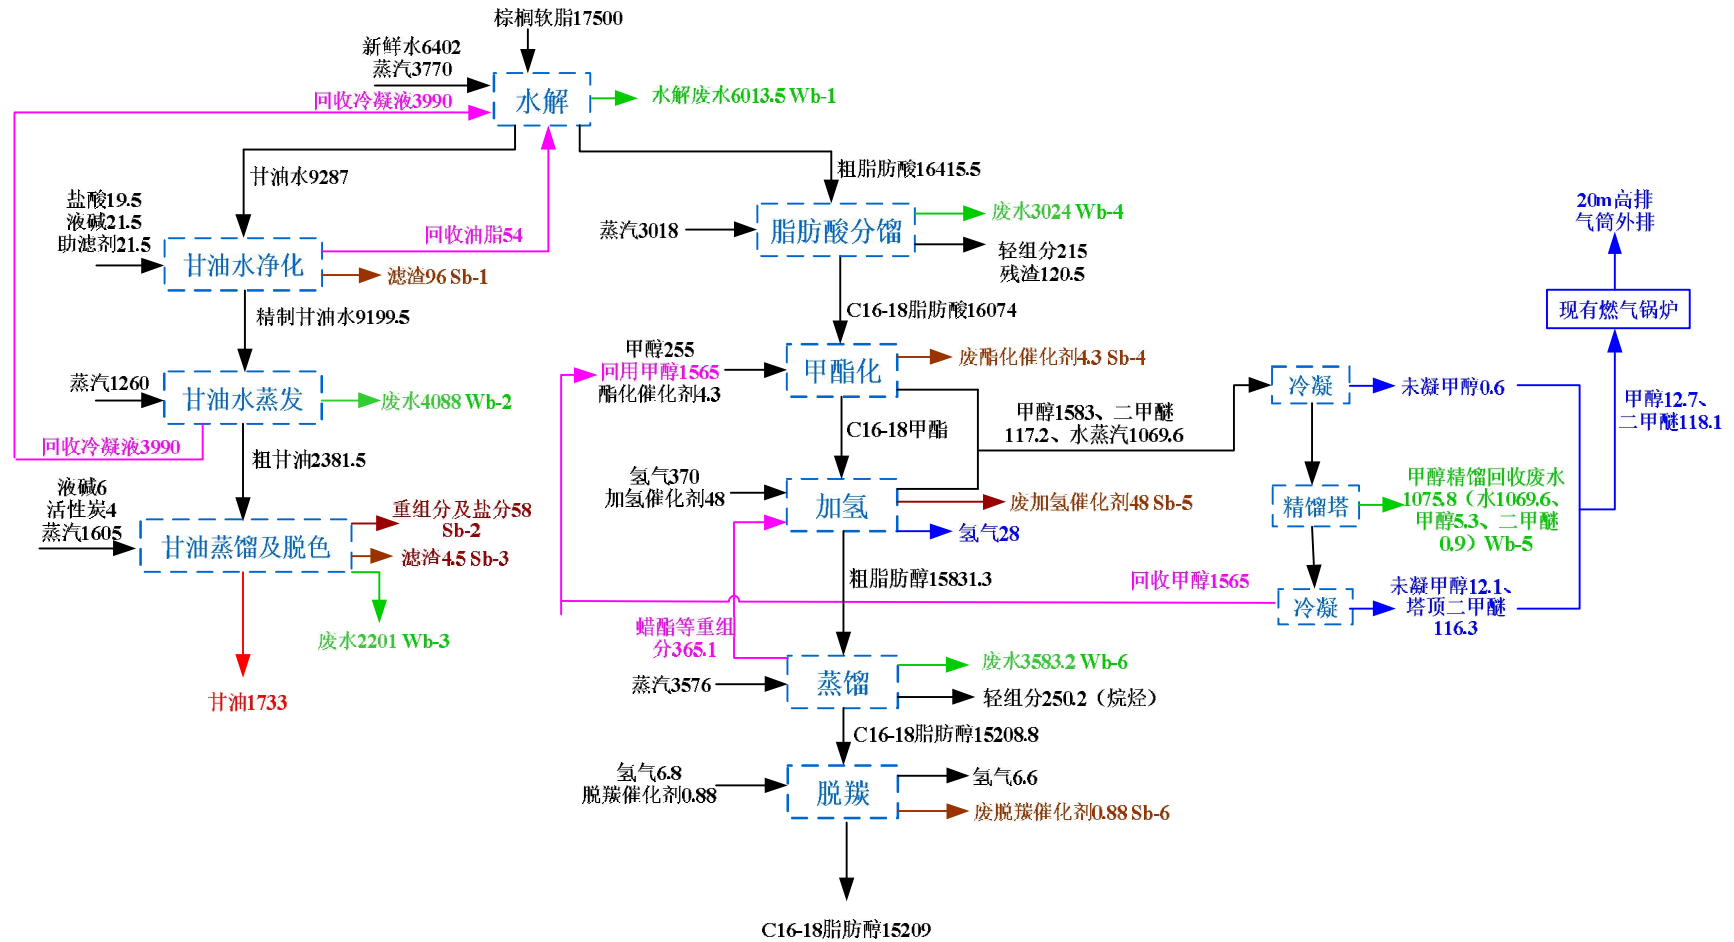 棕榈软脂17500
新鲜水6402
蒸汽3770
回收冷凝液3990
水解
水解废水6013.5 Wb-1
甘油水9287
粗脂肪酸16415.5
盐酸19.5
液碱21.5
助滤剂21.5
回收油脂54
甘油水净化
滤渣96 Sb-1
蒸汽3018
脂肪酸分馏
废水3024 Wb-4
轻组分215
残渣120.5
20m高排
气筒外排
现有燃气锅炉
精制甘油水9199.5
C16-18脂肪酸16074
甲醇255
回用甲醇1565
酯化催化剂4.3
甲酯化
废酯化催化剂4.3 Sb-4
冷凝
未凝甲醇0.6
甲醇12.7、
二甲醚118.1
蒸汽1260
甘油水蒸发
废水4088 Wb-2
回收冷凝液3990
粗甘油2381.5
C16-18甲酯
甲醇1583、二甲醚
117.2、水蒸汽1069.6
氢气370
加氢催化剂48
加氢
废加氢催化剂48 Sb-5
氢气28
精馏塔
甲醇精馏回收废水
1075.8（水1069.6、
甲醇5.3、二甲醚
0.9）Wb-5
液碱6
活性炭4
蒸汽1605
甘油蒸馏及脱色
重组分及盐分58
Sb-2
滤渣4.5 Sb-3
废水2201 Wb-3
甘油1733
粗脂肪醇15831.3
回收甲醇1565
冷凝
未凝甲醇12.1、
塔顶二甲醚
116.3
蜡酯等重组
分365.1
蒸汽3576
蒸馏
废水3583.2 Wb-6
轻组分250.2（烷烃）
C16-18脂肪醇15208.8
氢气6.8
脱羰催化剂0.88
脱羰
氢气6.6
废脱羰催化剂0.88 Sb-6
C16-18脂肪醇15209